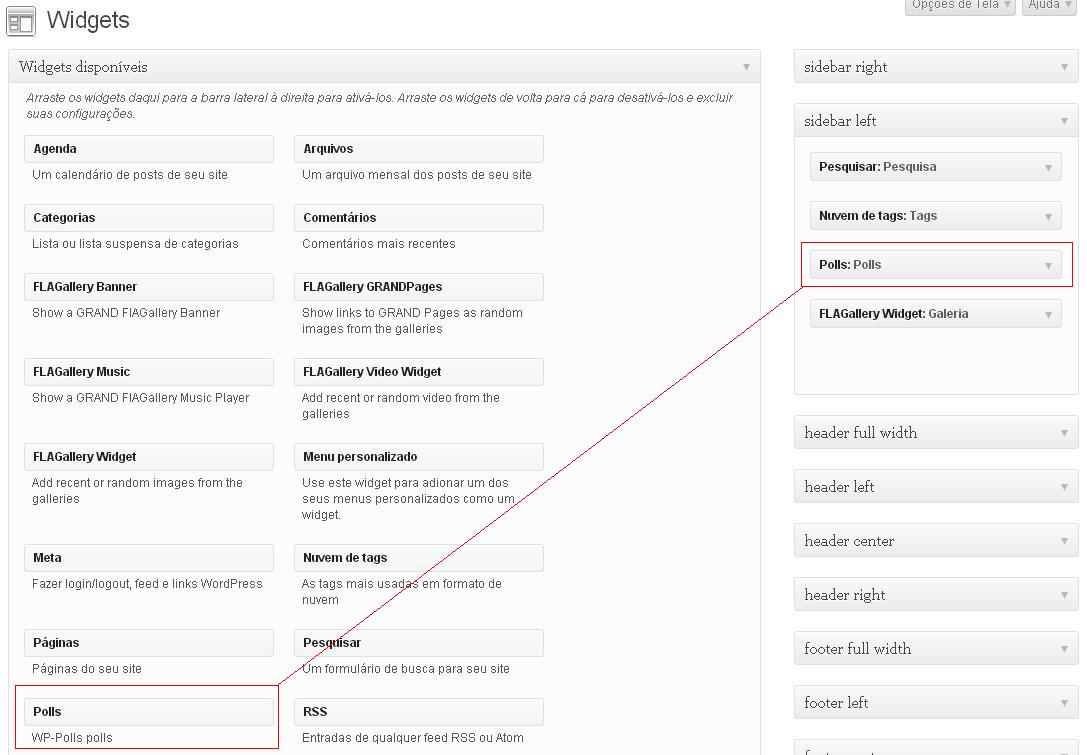 Widgets
Opções de Tela
Ajuda
Widgets disponíveis
Arraste os widgets daqui para a barra lateral à direita para ativá-los. Arraste os widgets de volta para cá para desativá-los e excluir
suas configurações.
Agenda
Um calendário de posts de seu site
Arquivos
Um arquivo mensal dos posts de seu site
Categorias
Lista ou lista suspensa de categorias
Comentários
Comentários mais recentes
FLAGallery Banner
Show a GRAND FlAGallery Banner
FLAGallery GRANDPages
Show links to GRAND Pages as random
images from the galleries
FLAGallery Music
Show a GRAND FlAGallery Music Player
FLAGallery Video Widget
Add recent or random video from the
galleries
FLAGallery Widget
Add recent or random images from the
galleries
Menu personalizado
Use este widget para adionar um dos
seus menus personalizados como um
widget.
Meta
Fazer login/logout, feed e links WordPress
Nuvem de tags
As tags mais usadas em formato de
nuvem
Páginas
Páginas do seu site
Pesquisar
Um formulário de busca para seu site
Polls
WP-Polls polls
RSS
Entradas de qualquer feed RSS ou Atom
sidebar right
sidebar left
Pesquisar: Pesquisa
Nuvem de tags: Tags
Polls: Polls
FLAGallery Widget: Galeria
header full width
header left
header center
header right
footer full width
footer left